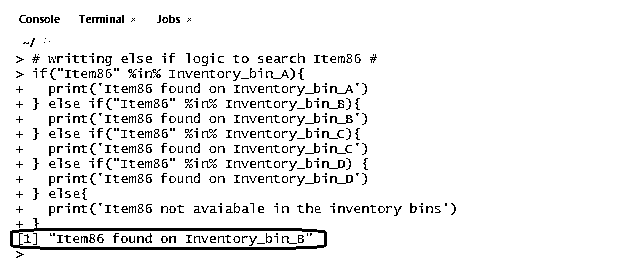 Console Terminal × Jobs ×
~/
> # writting else if logic to search Item86 #
> if("Item86" %in% Inventory_bin_A){
+   print('Item86 found on Inventory_bin_A')
+ } else if("Item86" %in% Inventory_bin_B){
+   print('Item86 found on Inventory_bin_B')
+ } else if("Item86" %in% Inventory_bin_C){
+   print('Item86 found on Inventory_bin_C')
+ } else if("Item86" %in% Inventory_bin_D) {
+   print('Item86 found on Inventory_bin_D')
+ } else{
+   print('Item86 not avaiabale in the inventory bins')
+ }
[1] "Item86 found on Inventory_bin_B"
>